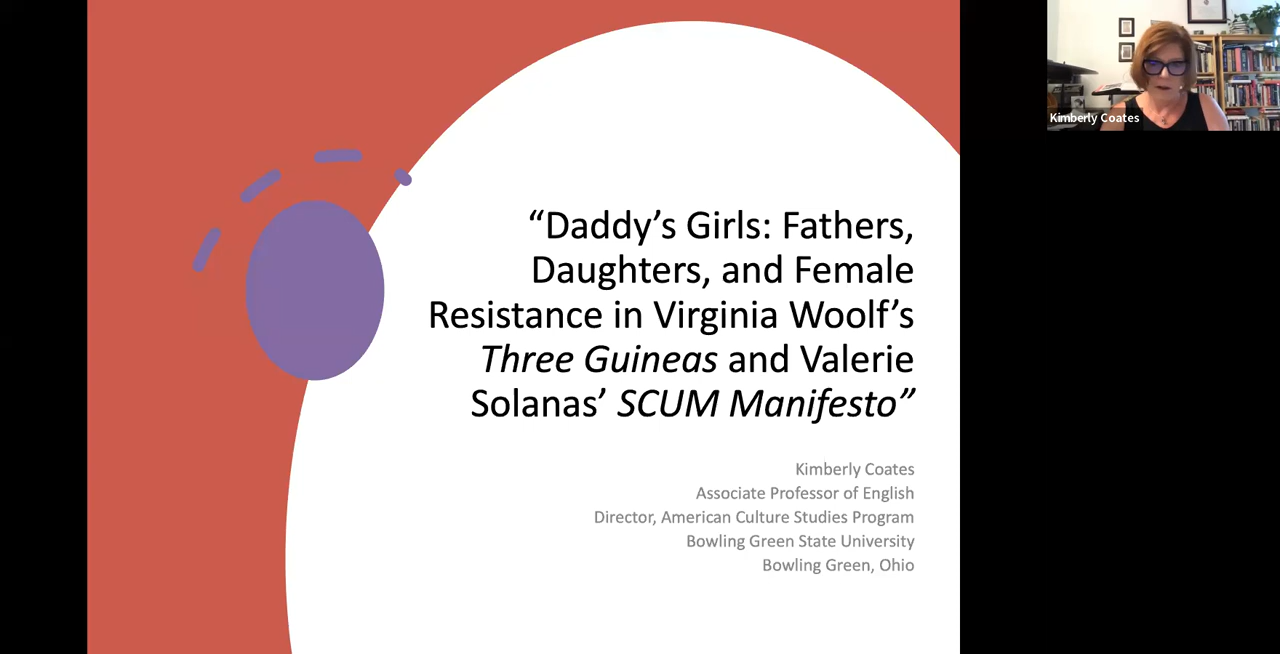 “Daddy’s Girls: Fathers,
Daughters, and Female
Resistance in Virginia Woolf’s
Three Guineas and Valerie
Solanas’ SCUM Manifesto”
Kimberly Coates
Associate Professor of English
Director, American Culture Studies Program
Bowling Green State University
Bowling Green, Ohio
Kimberly Coates